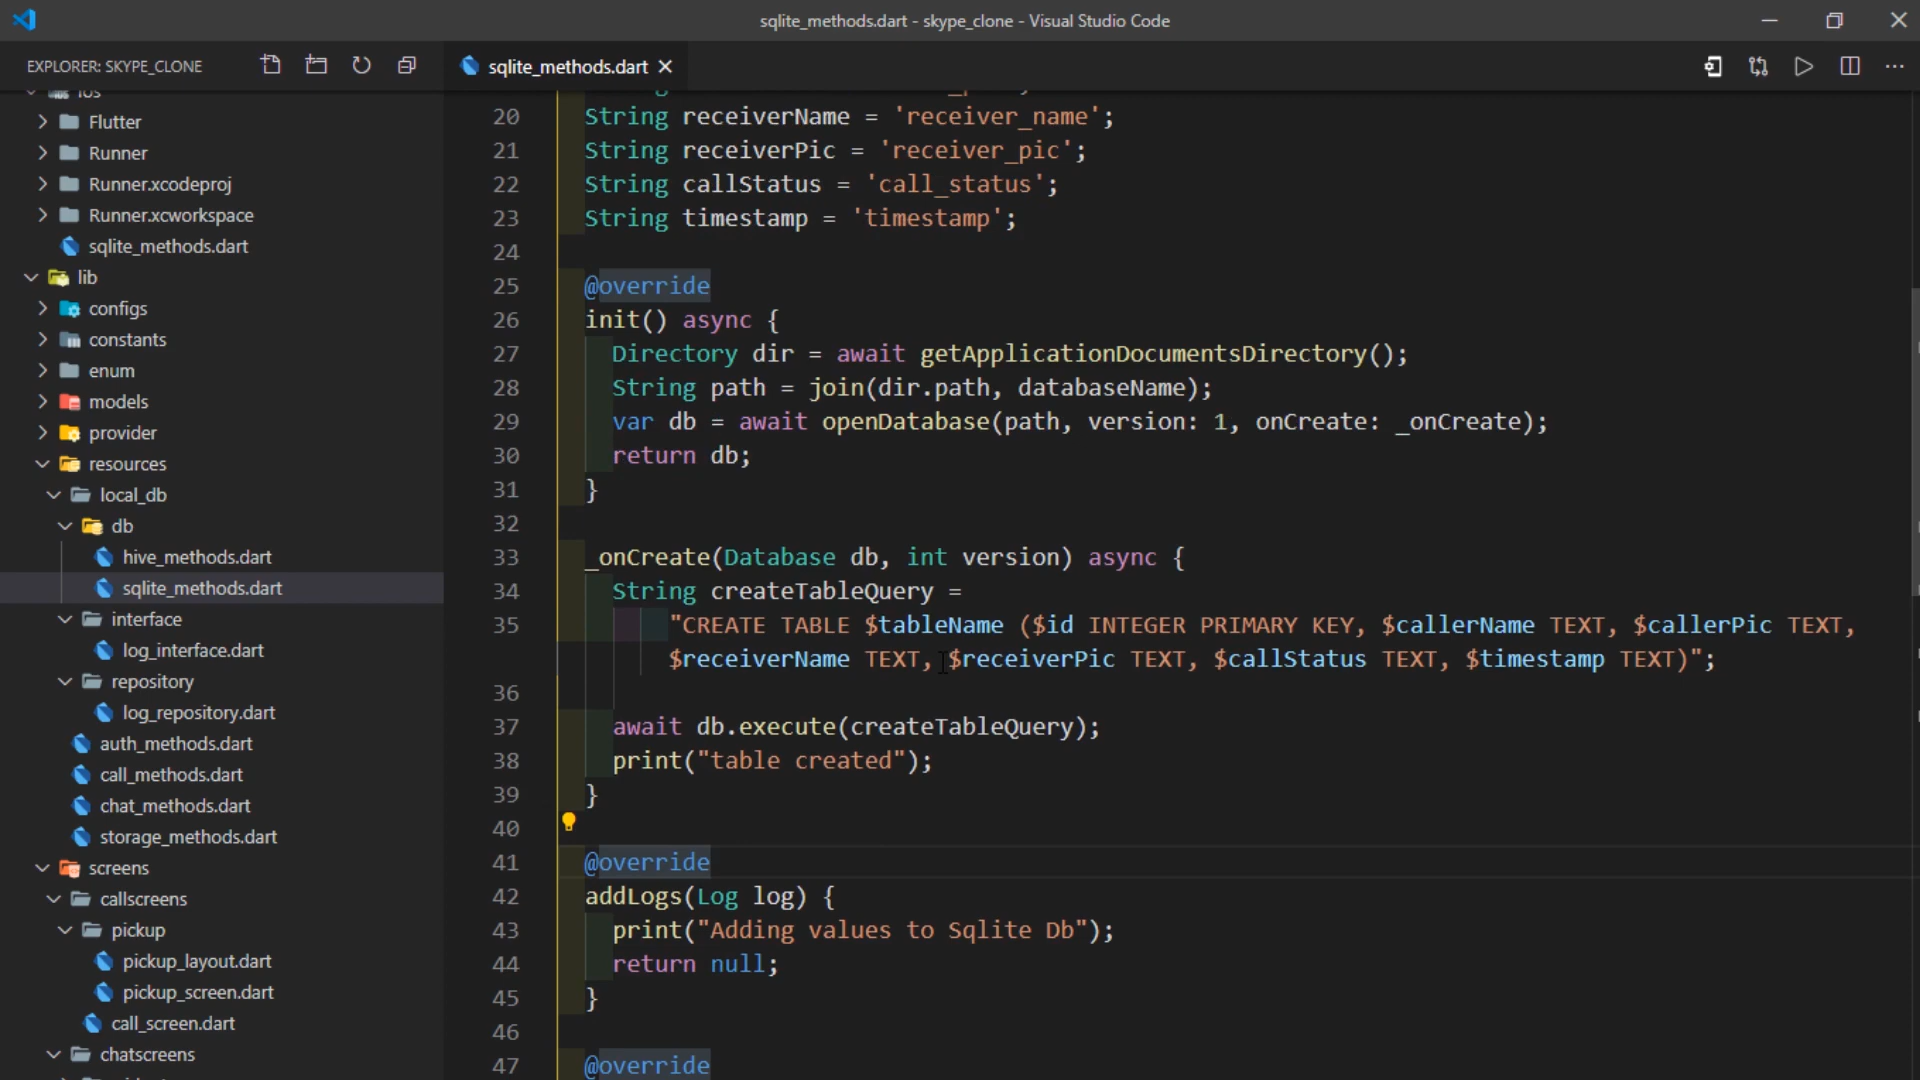 sqlite_methods.dart - skype_clone - Visual Studio Code
EXPLORER: SKYPE_CLONE
sqlite_methods.dart
ios
Flutter
Runner
Runner.xcodeproj
Runner.xcworkspace
sqlite_methods.dart
lib
configs
constants
enum
models
provider
resources
local_db
db
hive_methods.dart
sqlite_methods.dart
interface
log_interface.dart
repository
log_repository.dart
auth_methods.dart
call_methods.dart
chat_methods.dart
storage_methods.dart
screens
callscreens
pickup
pickup_layout.dart
pickup_screen.dart
call_screen.dart
chatscreens
20 String receiverName = 'receiver_name';
21 String receiverPic = 'receiver_pic';
22 String callStatus = 'call_status';
23 String timestamp = 'timestamp';
24
25 @override
26 init() async {
27 Directory dir = await getApplicationDocumentsDirectory();
28 String path = join(dir.path, databaseName);
29 var db = await openDatabase(path, version: 1, onCreate: _onCreate);
30 return db;
31 }
32
33 _onCreate(Database db, int version) async {
34 String createTableQuery =
35 "CREATE TABLE $tableName ($id INTEGER PRIMARY KEY, $callerName TEXT, $callerPic TEXT,
$receiverName TEXT, $receiverPic TEXT, $callStatus TEXT, $timestamp TEXT)";
36
37 await db.execute(createTableQuery);
38 print("table created");
39 }
40
41 @override
42 addLogs(Log log) {
43 print("Adding values to Sqlite Db");
44 return null;
45 }
46
47 @override